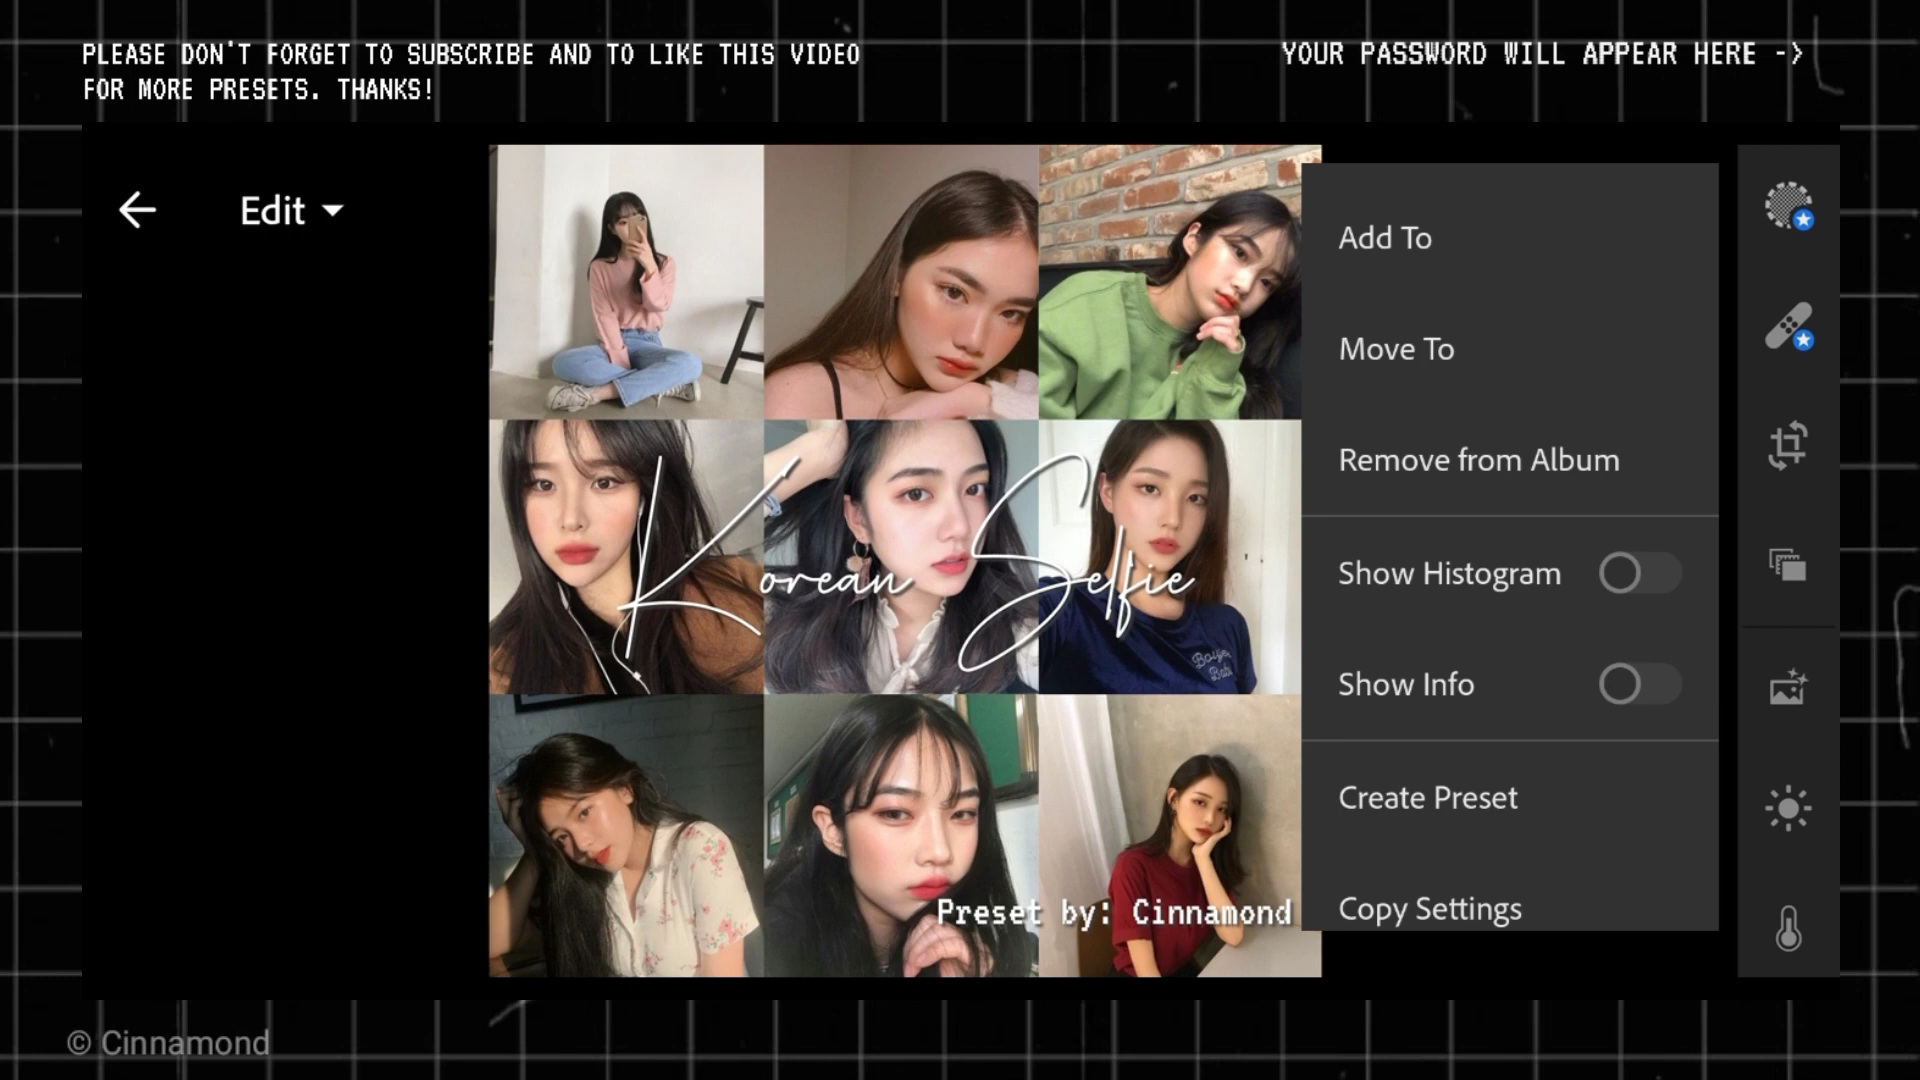 PLEASE DON'T FORGET TO SUBSCRIBE AND TO LIKE THIS VIDEO
FOR MORE PRESETS. THANKS!
YOUR PASSWORD WILL APPEAR HERE ->
Edit
Add To
Move To
Remove from Album
Show Histogram
Show Info
Create Preset
Copy Settings
Korean Selfie
Preset by: Cinnamond
© Cinnamond